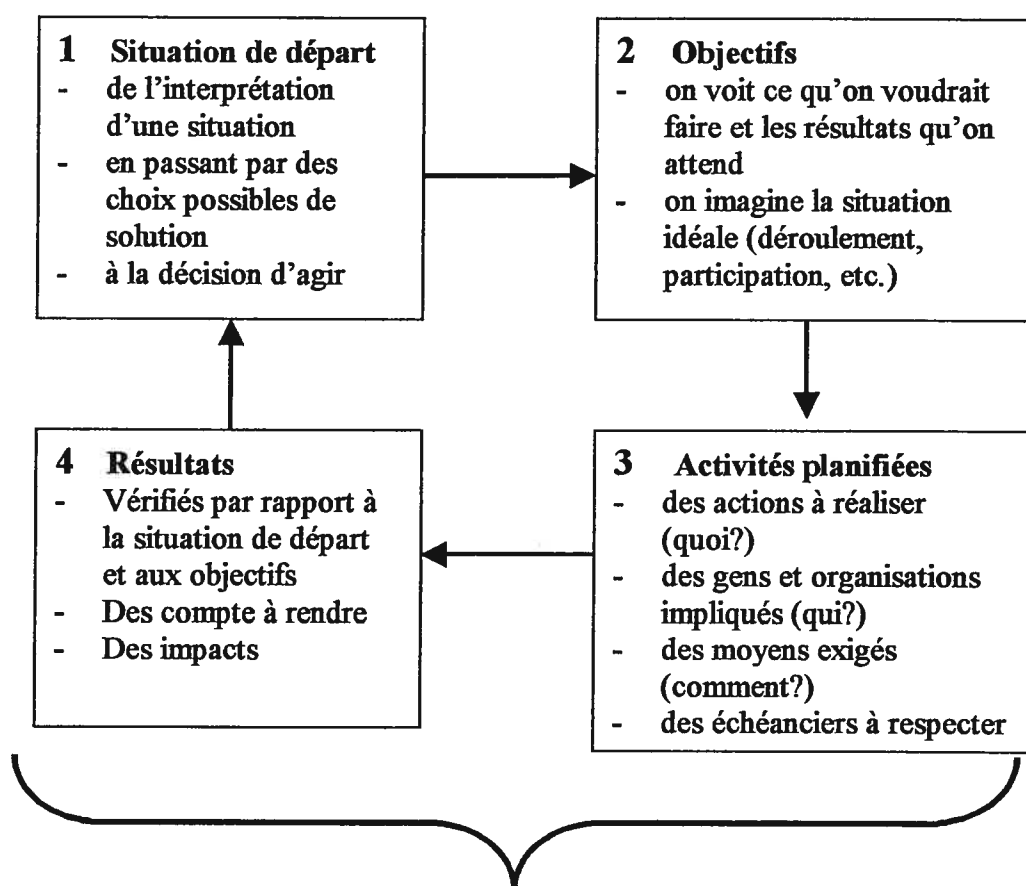 1 Situation de départ
- de l'interprétation
d'une situation
- en passant par des
choix possibles de
solution
- à la décision d'agir
2 Objectifs
- on voit ce qu'on voudrait
faire et les résultats qu'on
attend
- on imagine la situation
idéale (déroulement,
participation, etc.)
3 Activités planifiées
- des actions à réaliser
(quoi?)
- des gens et organisations
impliqués (qui?)
- des moyens exigés
(comment?)
- des échéanciers à respecter
4 Résultats
- Vérifiés par rapport à
la situation de départ
et aux objectifs
- Des compte à rendre
- Des impacts